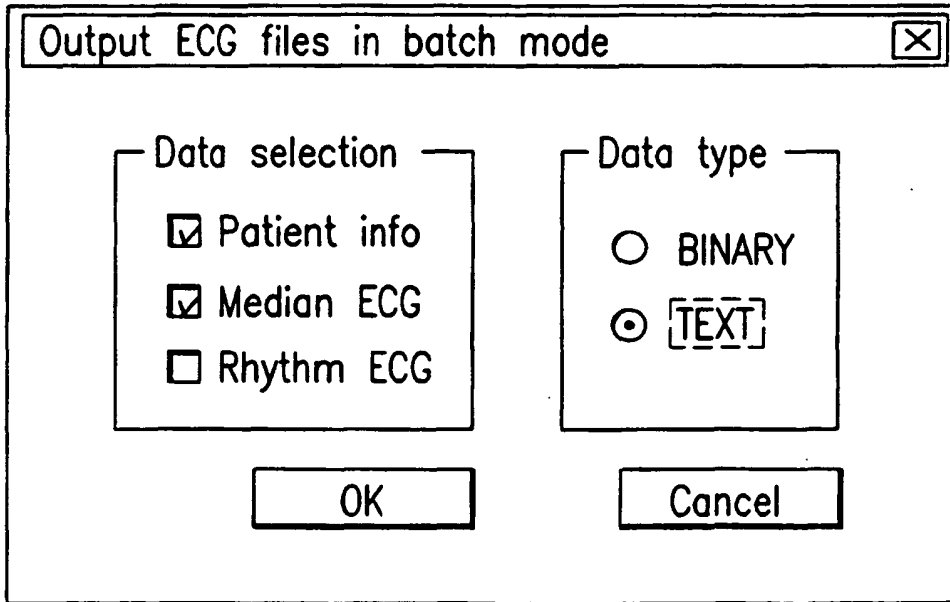 Output ECG files in batch mode
Data selection
Patient info
Median ECG
Rhythm ECG
Data type
BINARY
TEXT
OK
Cancel